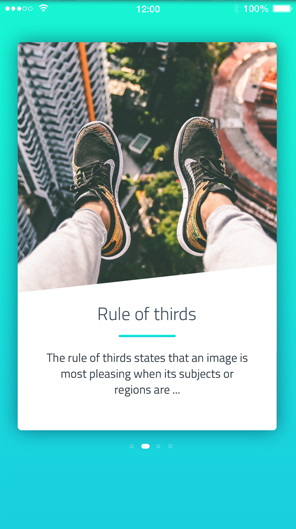 12:00
100%
Rule of thirds
The rule of thirds states that an image is
most pleasing when its subjects or
regions are ...